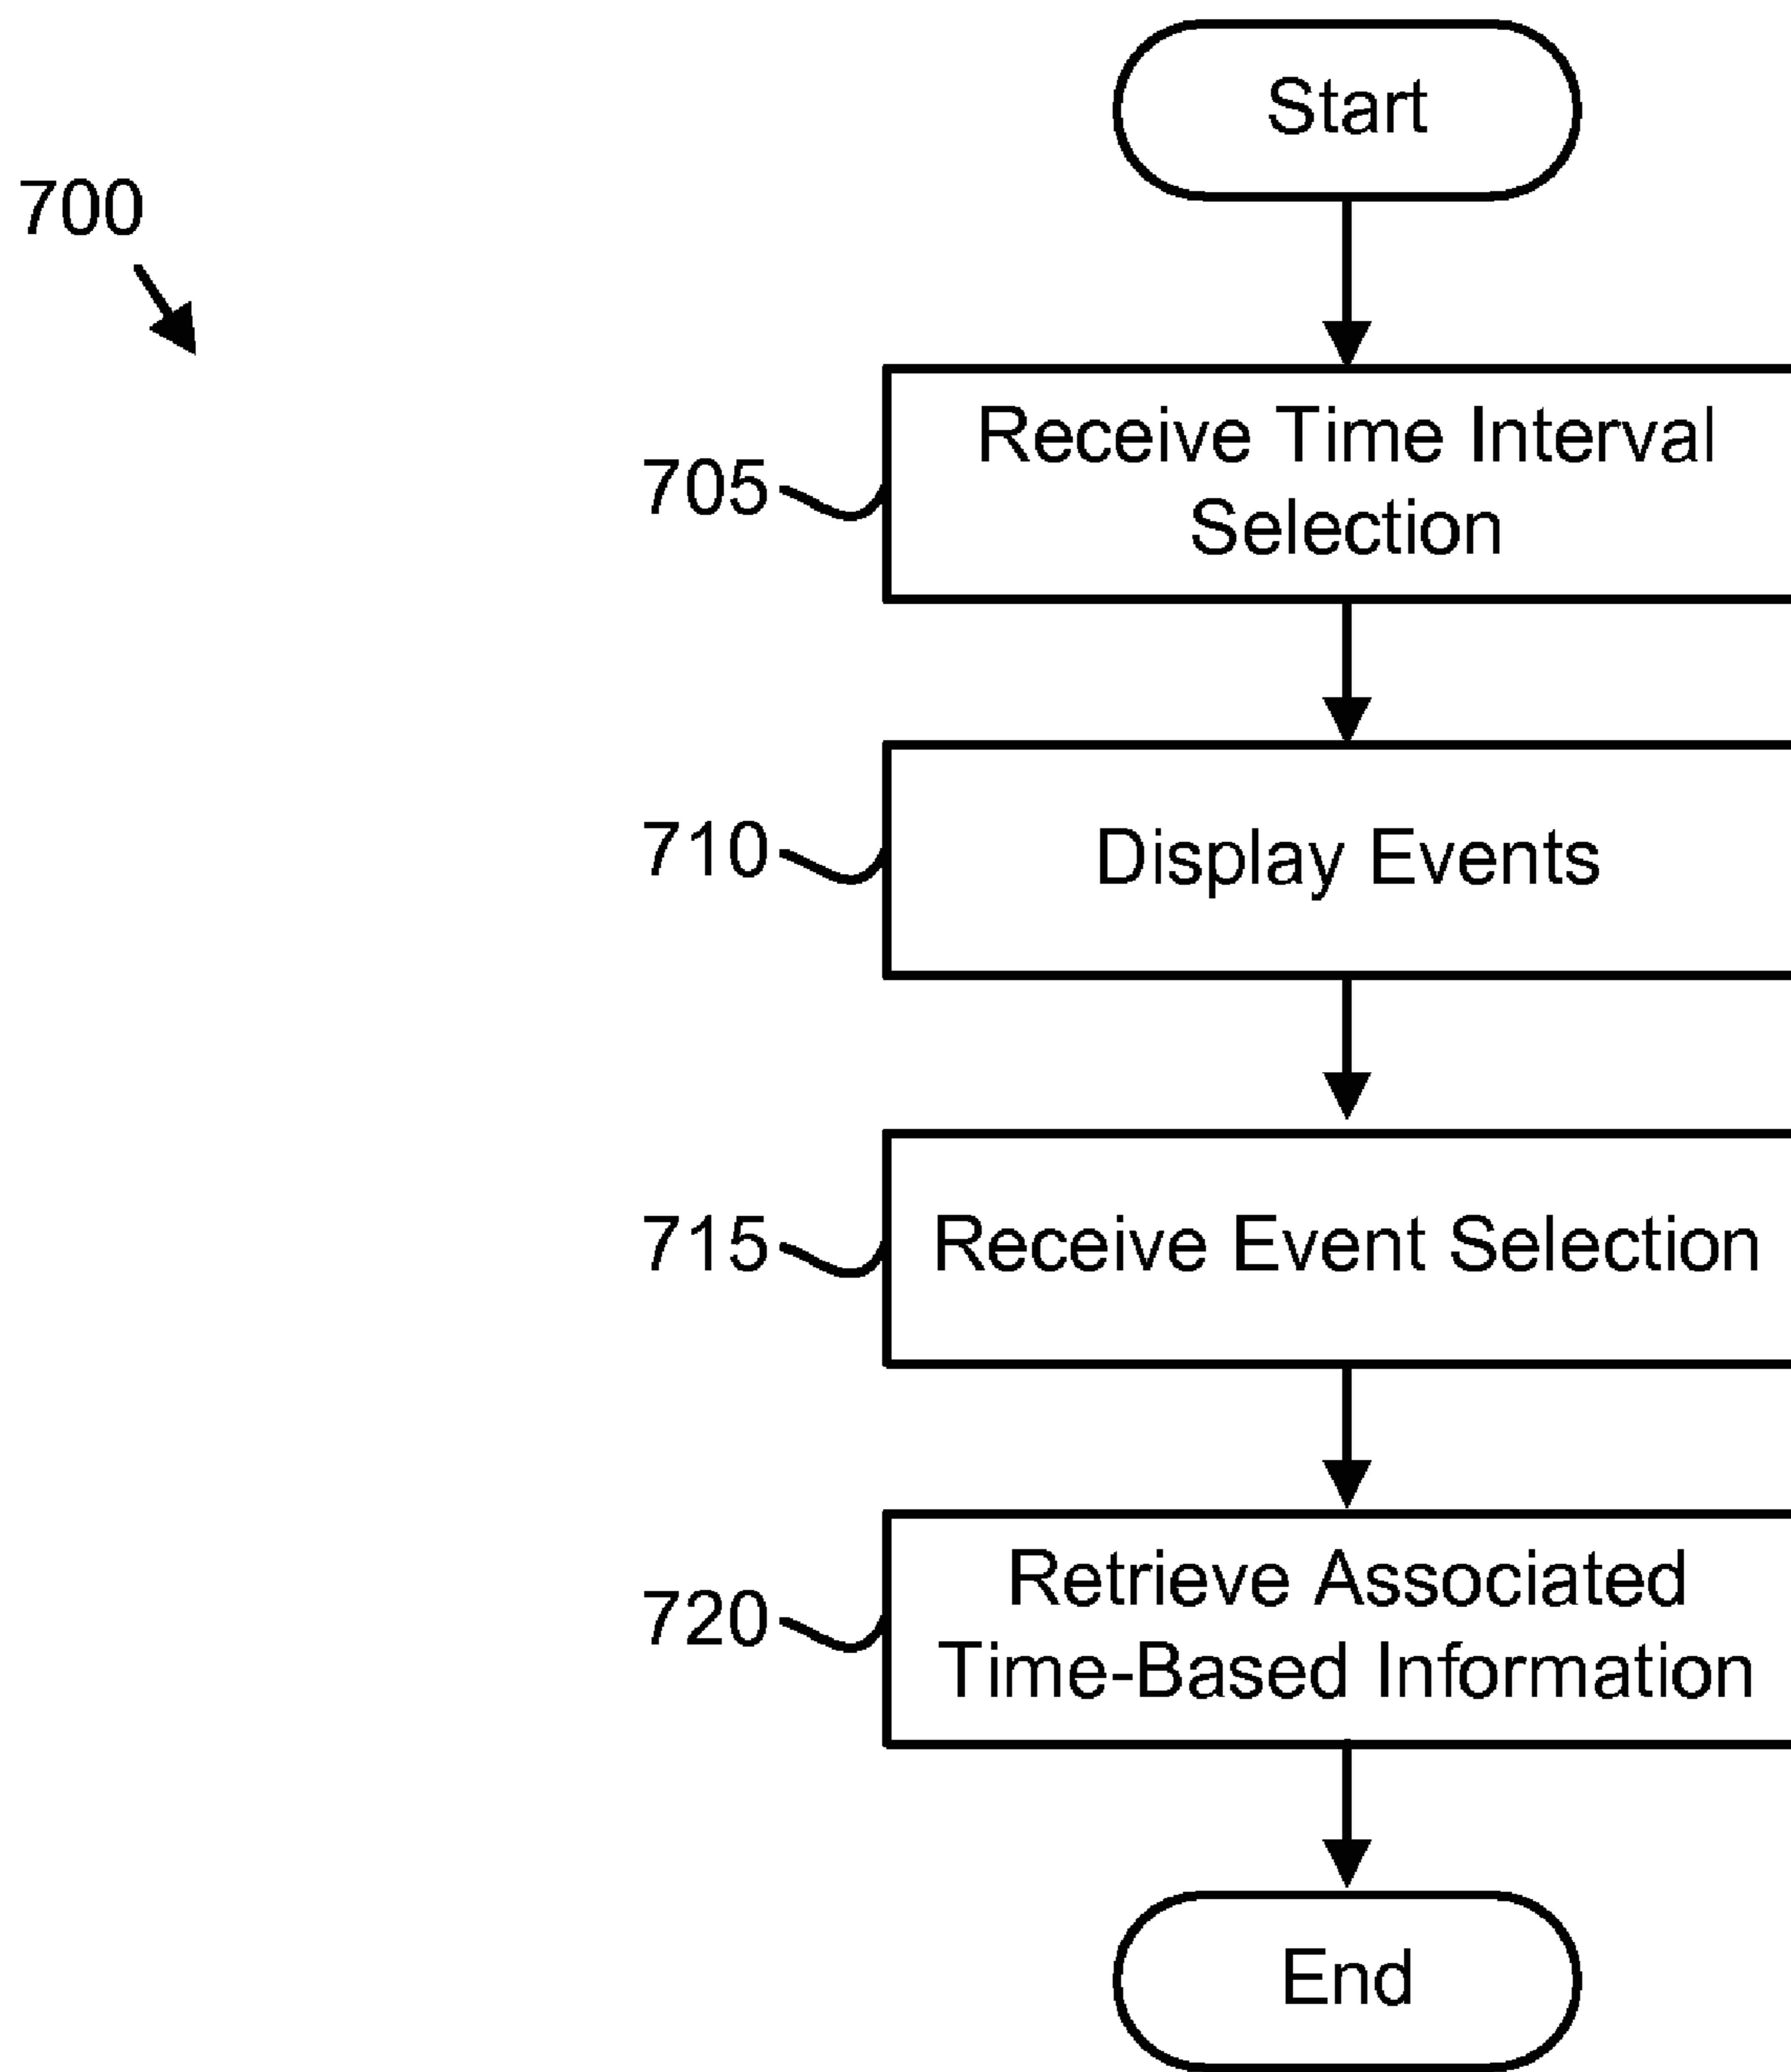 Start
700
Receive Time Interval
Selection
705
Display Events
710
Receive Event Selection
715
Retrieve Associated
Time-Based Information
720
End